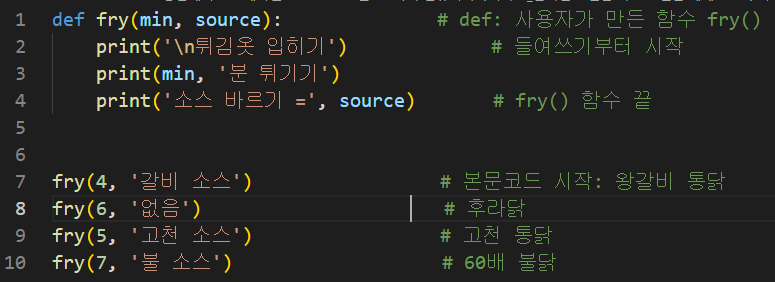 1 def fry(min, source): # def: 사용자가 만든 함수 fry()
2 print('\n튀김옷 입히기') # 들여쓰기부터 시작
3 print(min, '분 튀기기')
4 print('소스 바르기 =', source) # fry() 함수 끝
5
6
7 fry(4, '갈비 소스') # 본문코드 시작: 왕갈비 통닭
8 fry(6, '없음') # 후라닭
9 fry(5, '고천 소스') # 고천 통닭
10 fry(7, '불 소스') # 60배 불닭